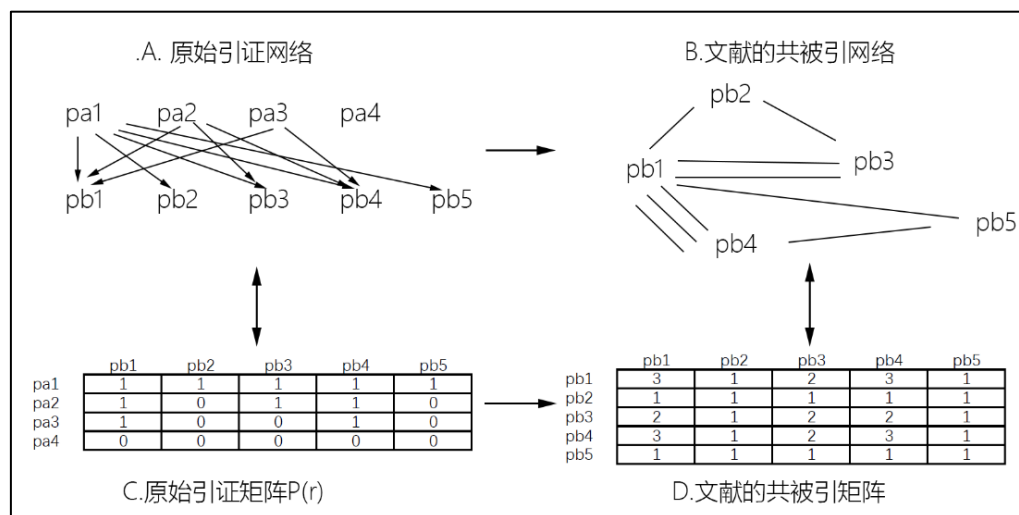 .A. 原始引证网络
B.文献的共被引网络
pa1 pa2 pa3 pa4
pb1 pb2 pb3 pb4 pb5
pb2
pb1 pb3
pb4 pb5
pb1 pb2 pb3 pb4 pb5
pa1 1 1 1 1 1
pa2 1 0 1 1 0
pa3 1 0 0 1 0
pa4 0 0 0 0 0
C.原始引证矩阵P(r)
pb1 pb2 pb3 pb4 pb5
pb1 3 1 2 3 1
pb2 1 1 1 1 1
pb3 2 1 2 2 1
pb4 3 1 2 3 1
pb5 1 1 1 1 1
D.文献的共被引矩阵